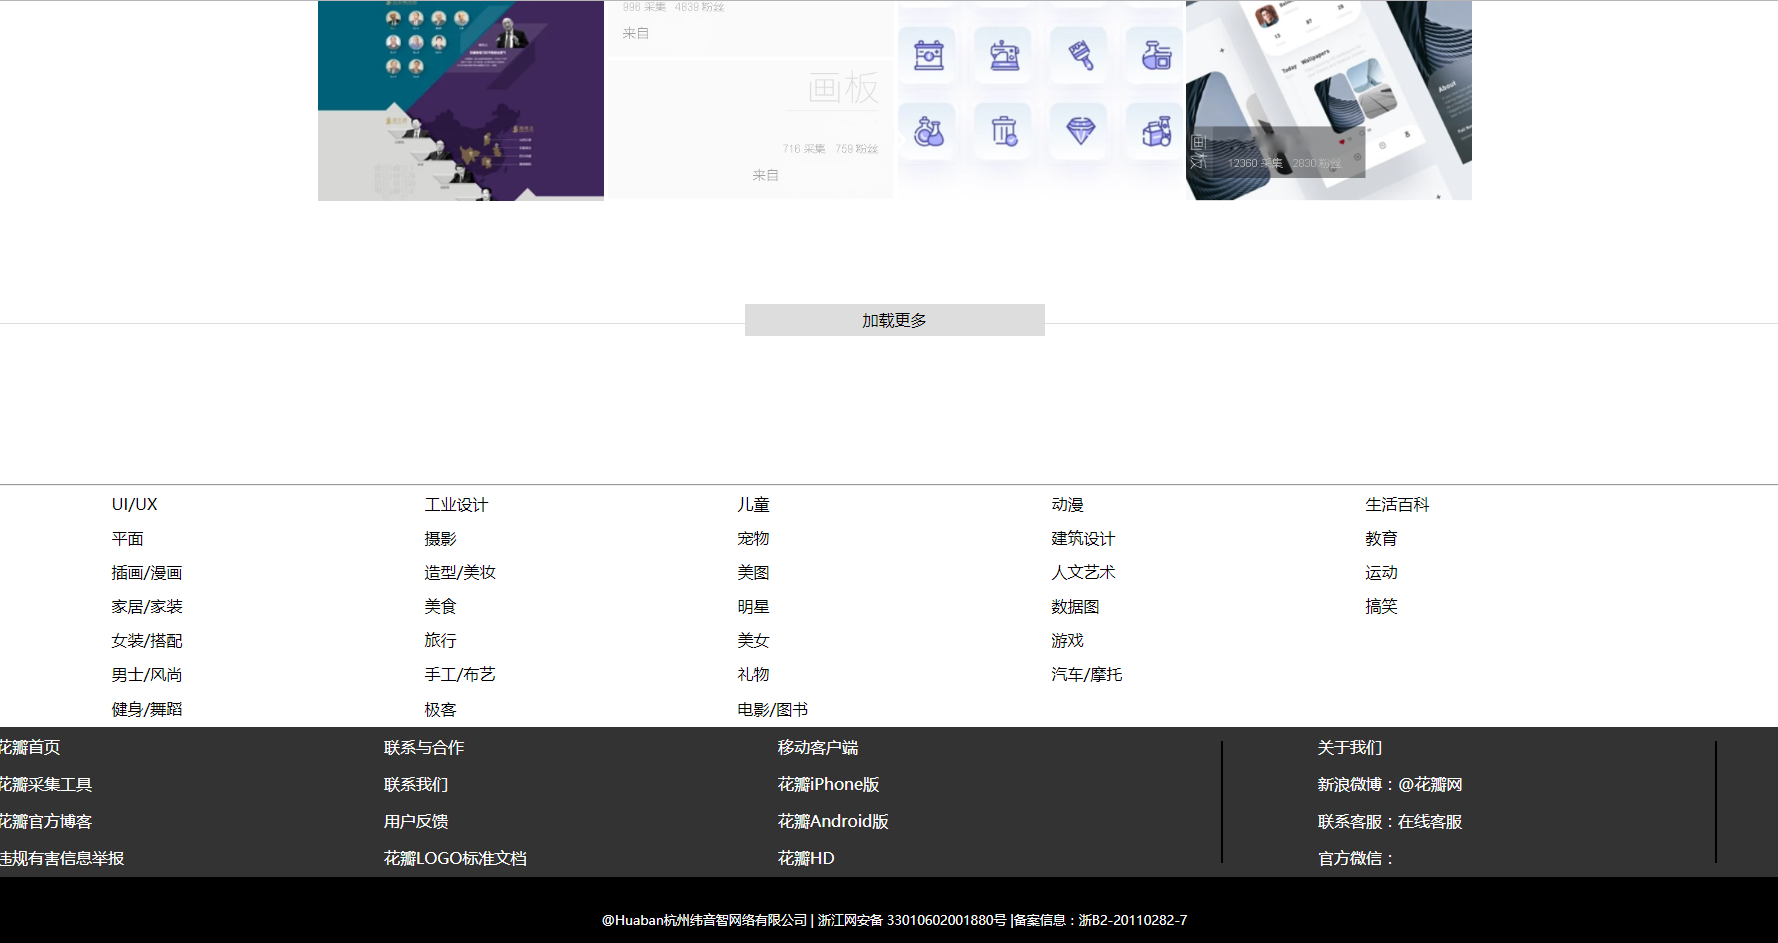 996 采集 4839 粉丝
来自
画板
716 采集 759 粉丝
来自
Today Wallpapers
About
画板
12360 采集 2830 粉丝
加载更多
UI/UX
平面
插画/漫画
家居/家装
女装/搭配
男士/风尚
健身/舞蹈
工业设计
摄影
造型/美妆
美食
旅行
手工/布艺
极客
儿童
宠物
美图
明星
美女
礼物
电影/图书
动漫
建筑设计
人文艺术
数据图
游戏
汽车/摩托
生活百科
教育
运动
搞笑
花瓣首页
花瓣采集工具
花瓣官方博客
违规有害信息举报
联系与合作
联系我们
用户反馈
花瓣LOGO标准文档
移动客户端
花瓣iPhone版
花瓣Android版
花瓣HD
关于我们
新浪微博：@花瓣网
联系客服：在线客服
官方微信：
@Huaban杭州纬音智网络有限公司 | 浙江网安备 33010602001880号 |备案信息：浙B2-20110282-7